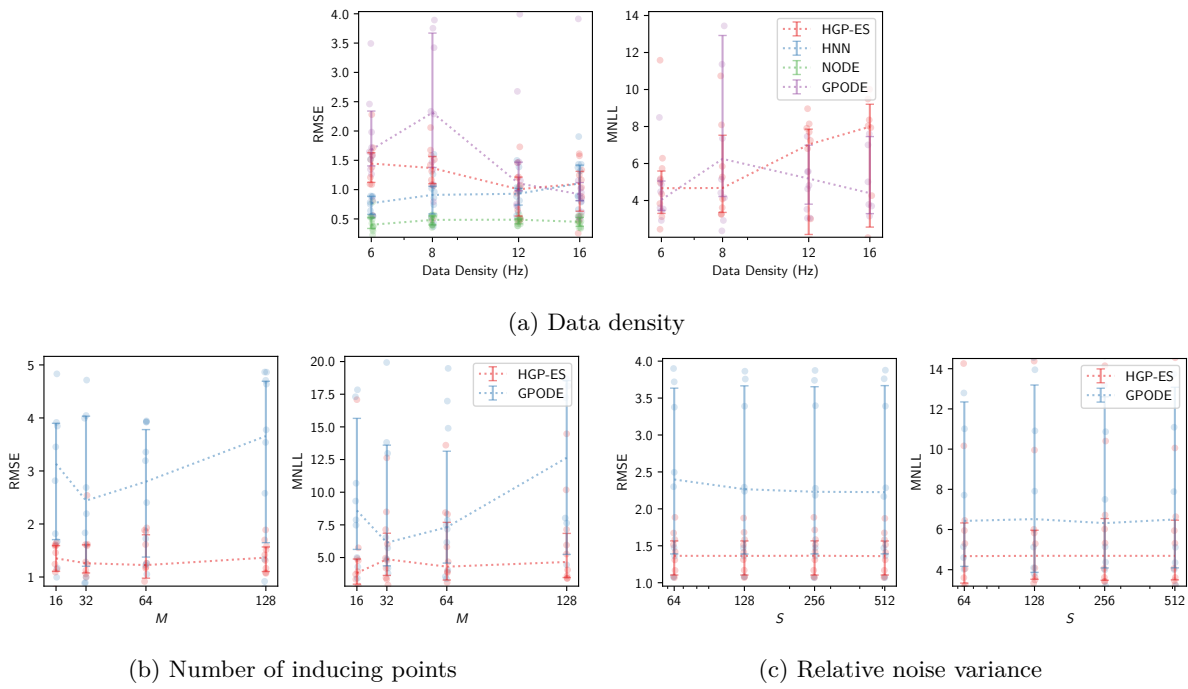 4.0
3.5
3.0
2.5
2.0
1.5
1.0
0.5
RMSE
6 8 12 16
Data Density (Hz)
14
12
10
8
6
4
MNLL
6 8 12 16
Data Density (Hz)
HGP-ES
HNN
NODE
GPODE
(a) Data density
5
4
3
2
1
RMSE
16 32 64 128
M
20.0
17.5
15.0
12.5
10.0
7.5
5.0
MNLL
16 32 64 128
M
HGP-ES
GPODE
4.0
3.5
3.0
2.5
2.0
1.5
1.0
RMSE
64 128 256 512
S
14
12
10
8
6
4
MNLL
64 128 256 512
S
HGP-ES
GPODE
(b) Number of inducing points
(c) Relative noise variance